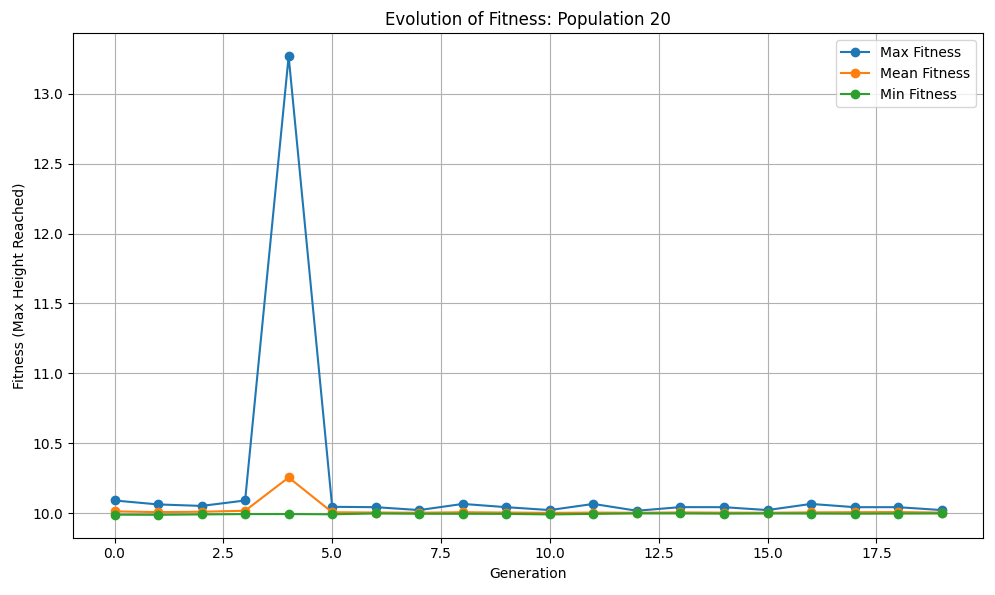 Evolution of Fitness: Population 20
Max Fitness
Mean Fitness
Min Fitness
Fitness (Max Height Reached)
13.0
12.5
12.0
11.5
11.0
10.5
10.0
0.0 2.5 5.0 7.5 10.0 12.5 15.0 17.5
Generation